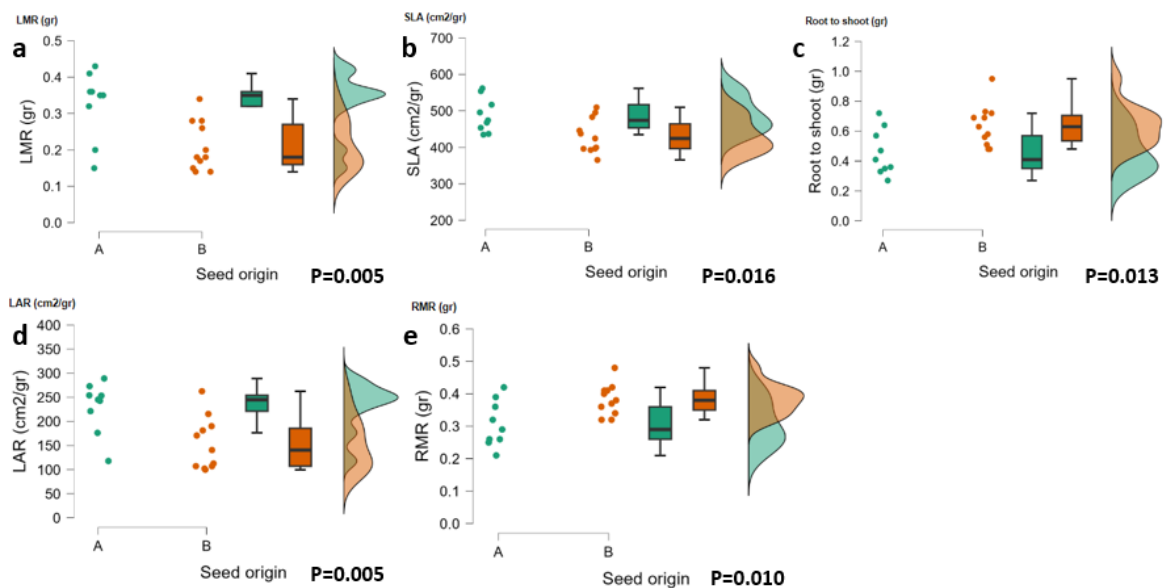 LMR (gr)
a
LMR (gr)
0.5
0.4
0.3
0.2
0.1
0.0
A
B
Seed origin
P=0.005
SLA (cm2/gr)
b
SLA (cm2/gr)
700
600
500
400
300
200
A
B
Seed origin
P=0.016
Root to shoot (gr)
c
Root to shoot (gr)
1.2
1.0
0.8
0.6
0.4
0.2
0.0
A
B
Seed origin
P=0.013
LAR (cm2/gr)
d
LAR (cm2/gr)
400
350
300
250
200
150
100
50
0
A
B
Seed origin
P=0.005
RMR (gr)
e
RMR (gr)
0.6
0.5
0.4
0.3
0.2
0.1
0.0
A
B
Seed origin
P=0.010